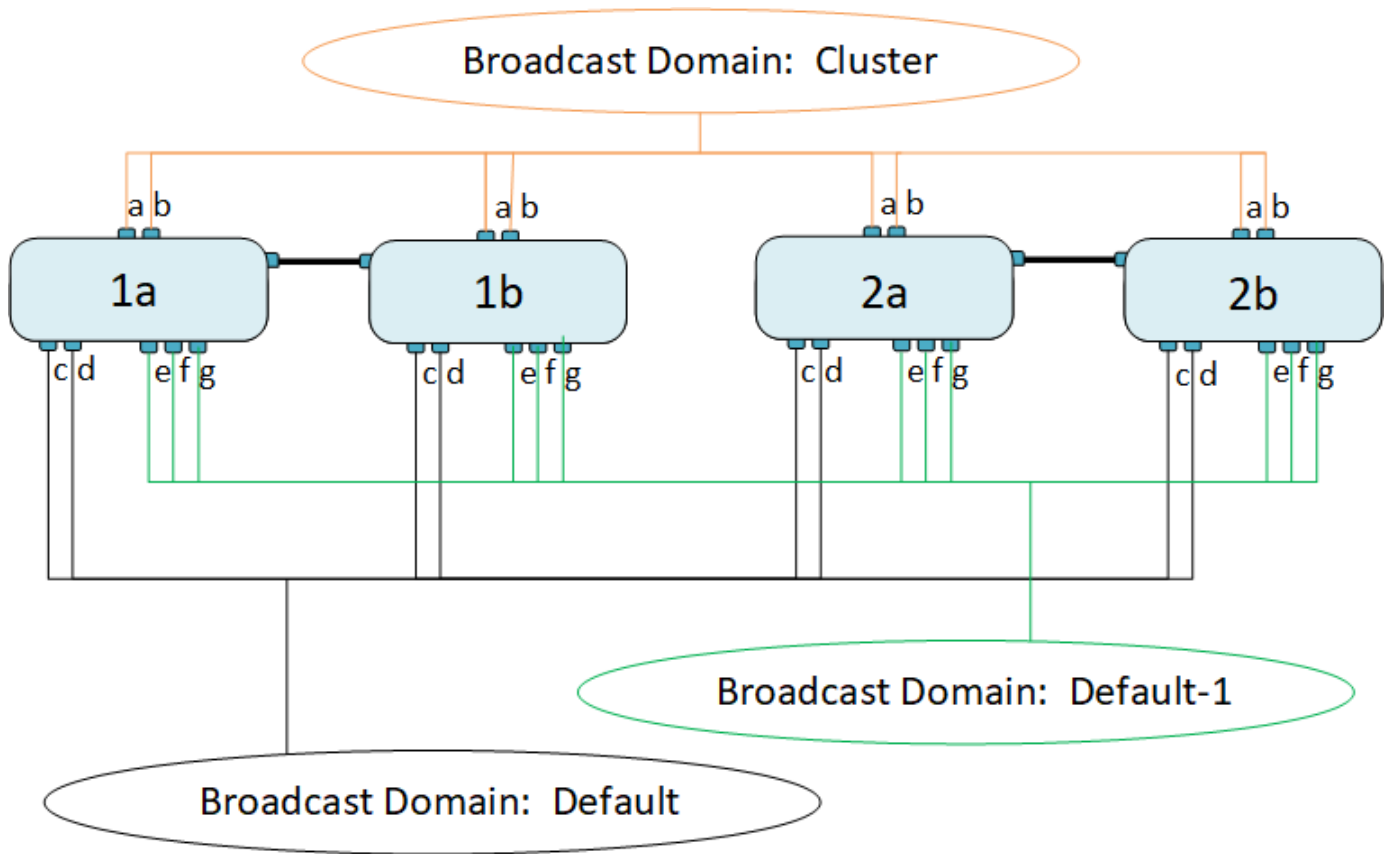 Broadcast Domain: Cluster
a b
a b
a b
a b
1a
1b
2a
2b
c d
e f g
c d
e f g
c d
e f g
c d
e f g
Broadcast Domain: Default-1
Broadcast Domain: Default